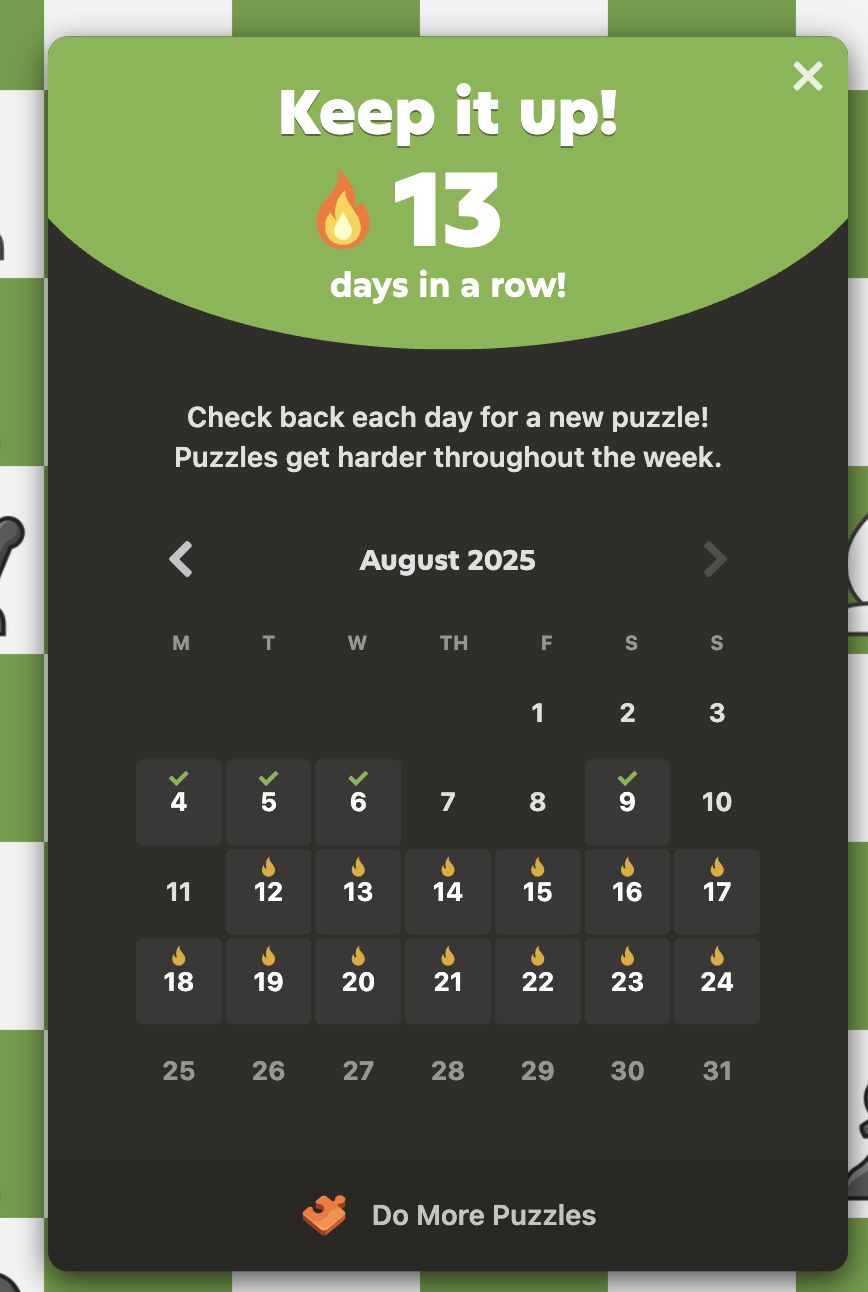 Keep it up!
13
days in a row!
Check back each day for a new puzzle!
Puzzles get harder throughout the week.
August 2025
M T W TH F S S
1 2 3
4 5 6 7 8 9 10
11 12 13 14 15 16 17
18 19 20 21 22 23 24
25 26 27 28 29 30 31
Do More Puzzles